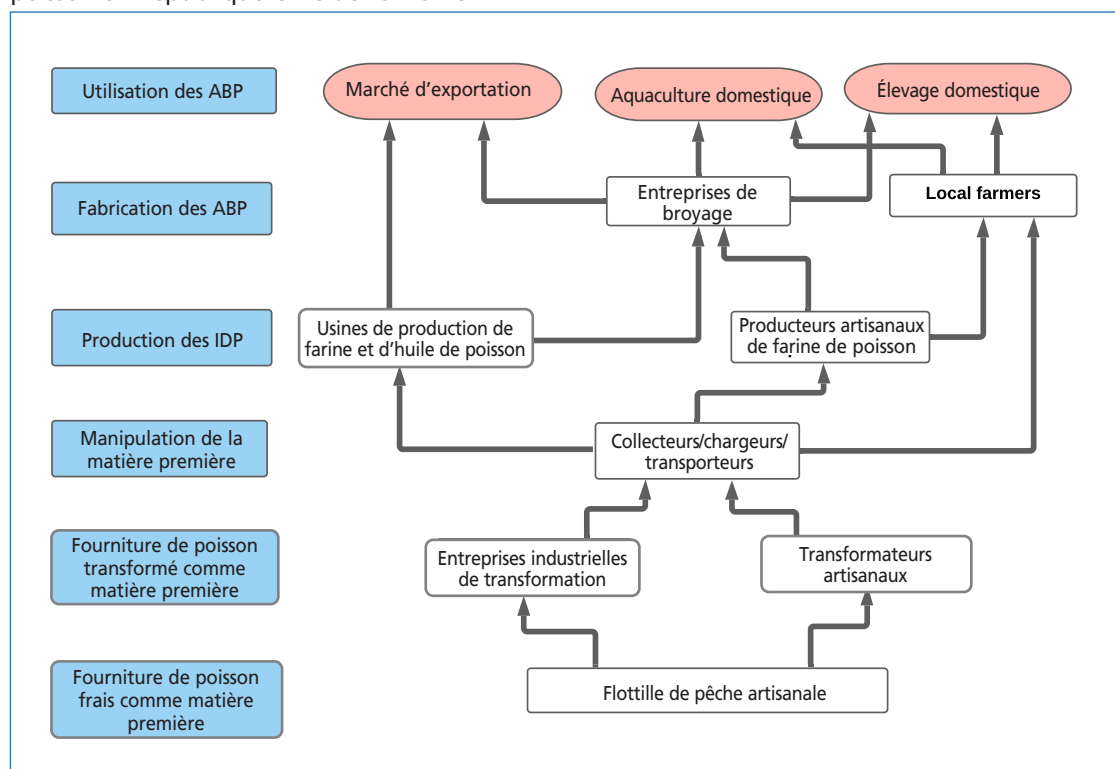 Utilisation des ABP
Marché d'exportation
Aquaculture domestique
Élevage domestique
Fabrication des ABP
Entreprises de
broyage
Local farmers
Production des IDP
Usines de production de
farine et d'huile de poisson
Producteurs artisanaux
de farine de poisson
Manipulation de la
matière première
Collecteurs/chargeurs/
transporteurs
Fourniture de poisson
transformé comme
matière première
Entreprises industrielles
de transformation
Transformateurs
artisanaux
Fourniture de poisson
frais comme matière
première
Flottille de pêche artisanale